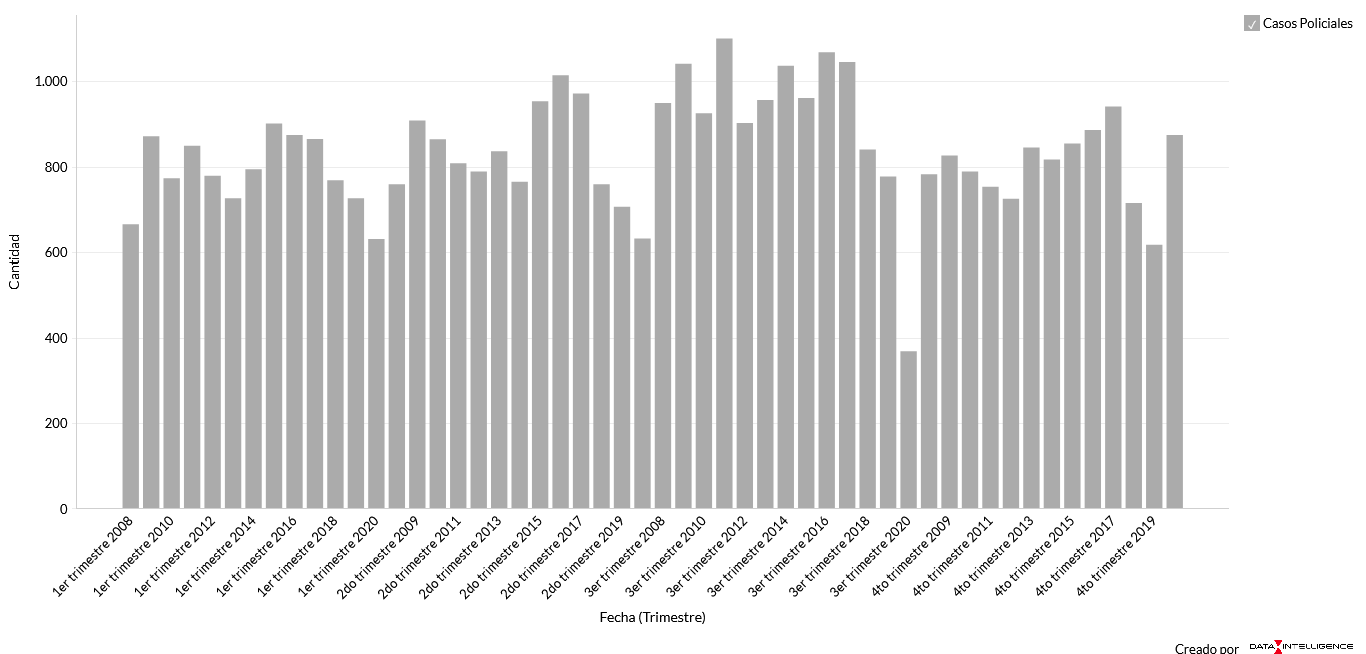 Casos Policiales
Cantidad
1.000
800
600
400
200
0
1er trimestre 2008
1er trimestre 2010
1er trimestre 2012
1er trimestre 2014
1er trimestre 2016
1er trimestre 2018
1er trimestre 2020
2do trimestre 2009
2do trimestre 2011
2do trimestre 2013
2do trimestre 2015
2do trimestre 2017
2do trimestre 2019
3er trimestre 2008
3er trimestre 2010
3er trimestre 2012
3er trimestre 2014
3er trimestre 2016
3er trimestre 2018
3er trimestre 2020
4to trimestre 2009
4to trimestre 2011
4to trimestre 2013
4to trimestre 2015
4to trimestre 2017
4to trimestre 2019
Fecha (Trimestre)
Creado por DATA INTELLIGENCE